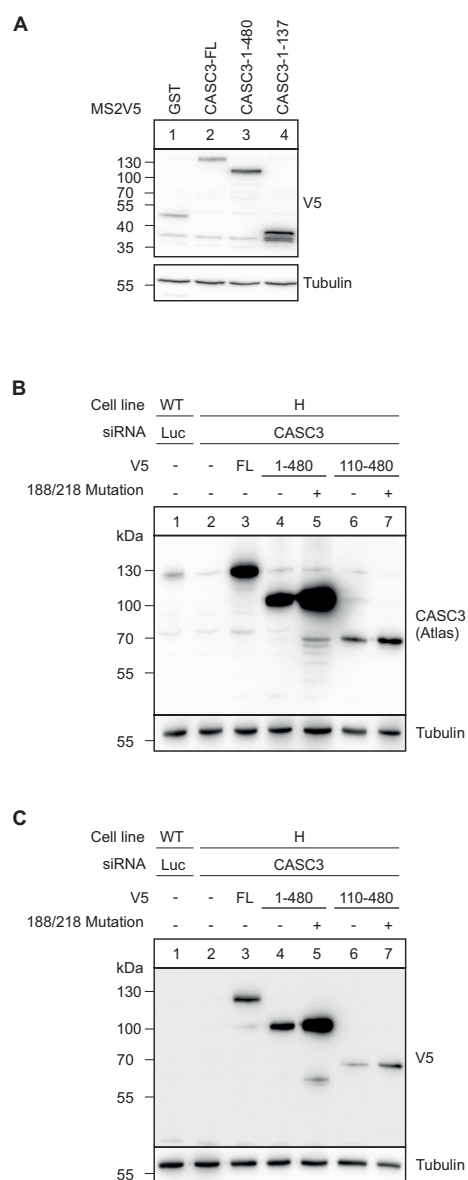 A
MS2V5
GST
CASC3-FL
CASC3-1-480
CASC3-1-137
1 2 3 4
130
100
70
55
40
35
V5
55
Tubulin
B
Cell line WT H
siRNA Luc CASC3
V5 - - FL 1-480 110-480
188/218 Mutation - - - - + - +
1 2 3 4 5 6 7
kDa
130
100
70
55
CASC3
(Atlas)
55
Tubulin
C
Cell line WT H
siRNA Luc CASC3
V5 - - FL 1-480 110-480
188/218 Mutation - - - - + - +
1 2 3 4 5 6 7
kDa
130
100
70
55
V5
55
Tubulin